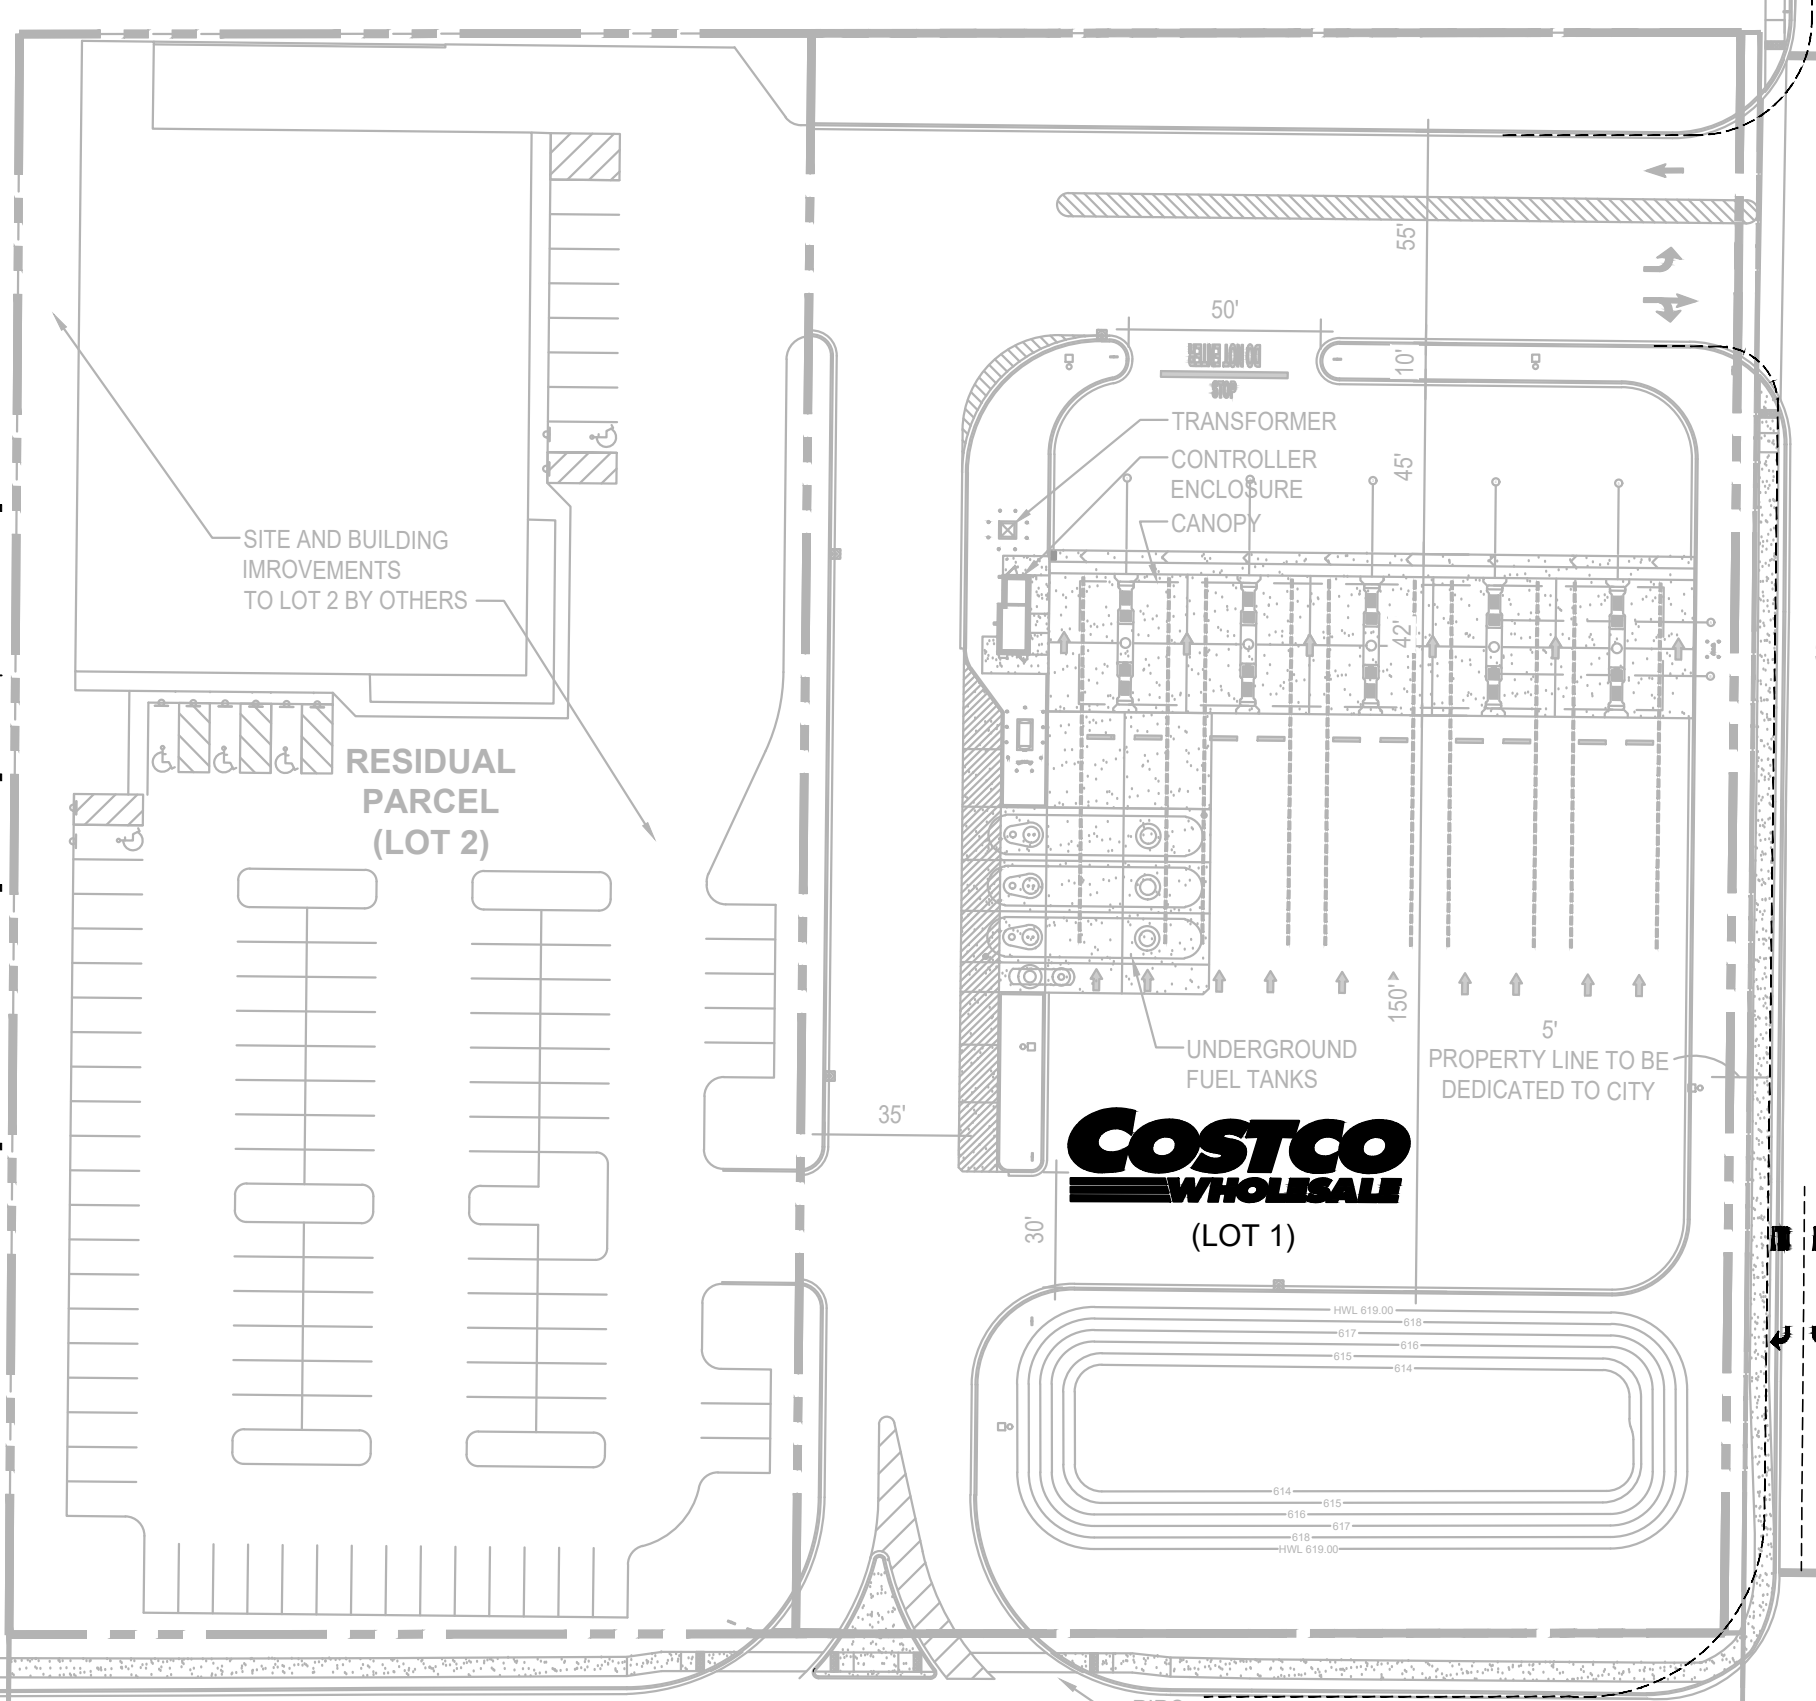 55'
50'
DO NOT ENTER
STOP
10'
TRANSFORMER
CONTROLLER
ENCLOSURE
CANOPY
45'
SITE AND BUILDING
IMROVEMENTS
TO LOT 2 BY OTHERS
42'
RESIDUAL
PARCEL
(LOT 2)
150'
5'
PROPERTY LINE TO BE
DEDICATED TO CITY
UNDERGROUND
FUEL TANKS
35'
COSTCO
WHOLESALE
(LOT 1)
30'
HWL 619.00
618
617
616
615
614
614
615
616
617
618
HWL 619.00